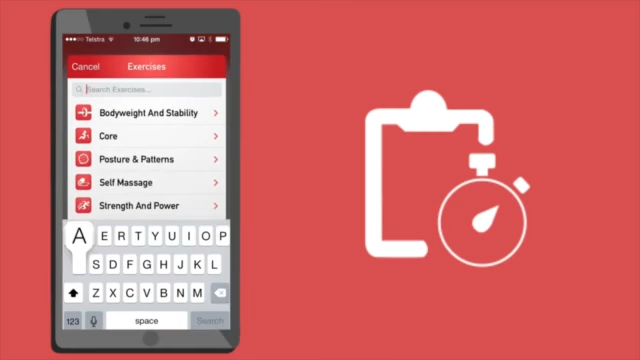 Telstra 10:46 pm
Cancel Exercises
Search Exercises...
Bodyweight And Stability
Core
Posture & Patterns
Self Massage
Strength And Power
A E R T Y U I O P
S D F G H J K L
Z X C V B N M
123 space Search